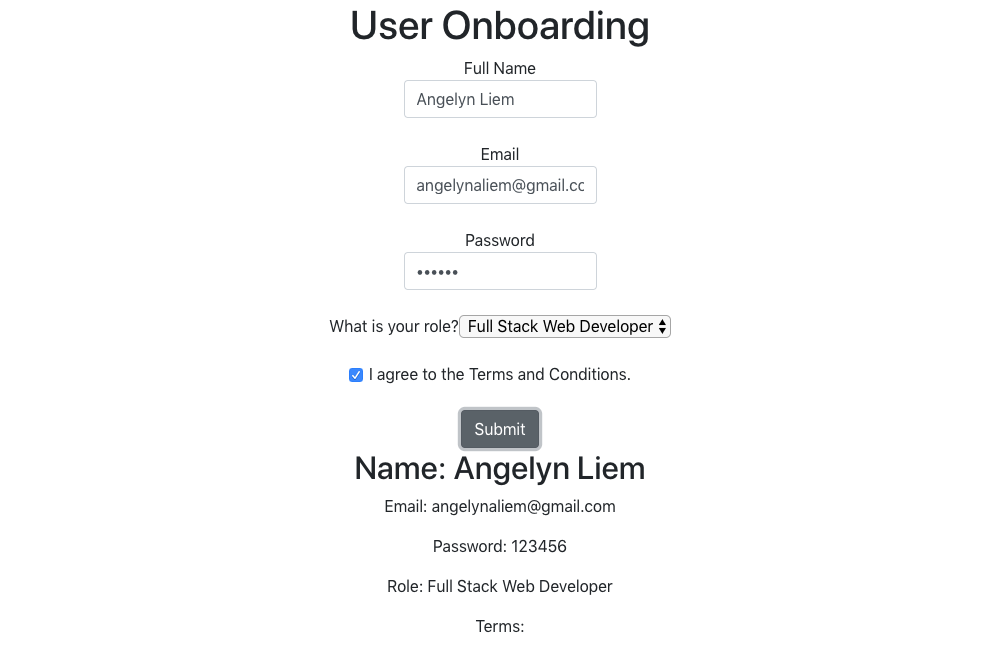 User Onboarding
Full Name
Angelyn Liem
Email
angelynaliem@gmail.cc
Password
••••••
What is your role? Full Stack Web Developer
I agree to the Terms and Conditions.
Submit
Name: Angelyn Liem
Email: angelynaliem@gmail.com
Password: 123456
Role: Full Stack Web Developer
Terms: